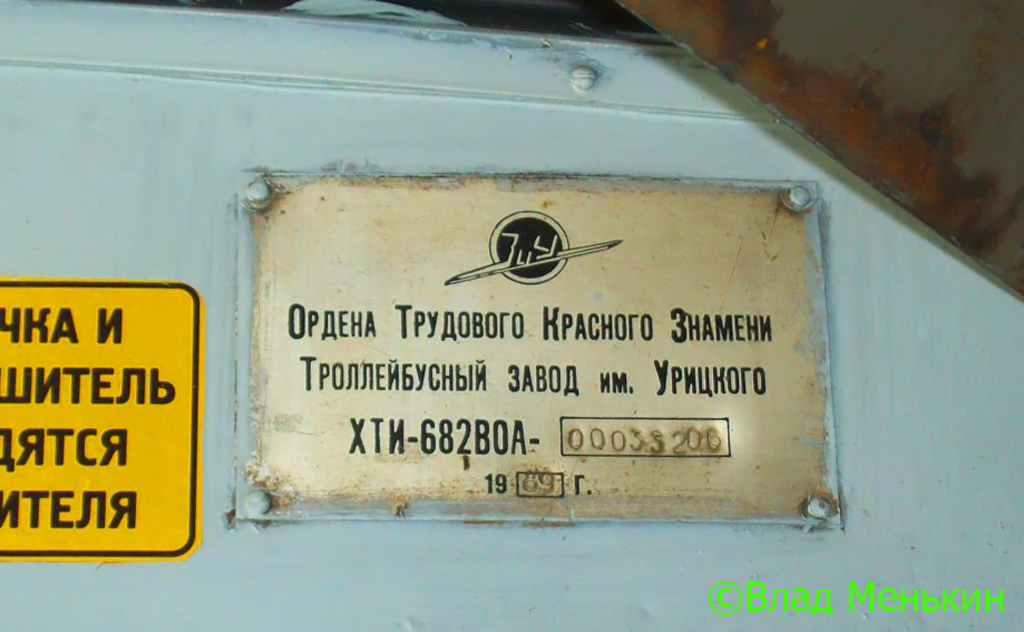 ЗиУ
Ордена Трудового Красного Знамени
Троллейбусный завод им. Урицкого
ХТИ-682В0А-
19 89 г.
ЧКА И
ШИТЕЛЬ
ДЯТСЯ
ИТЕЛЯ
©Влад Менькин